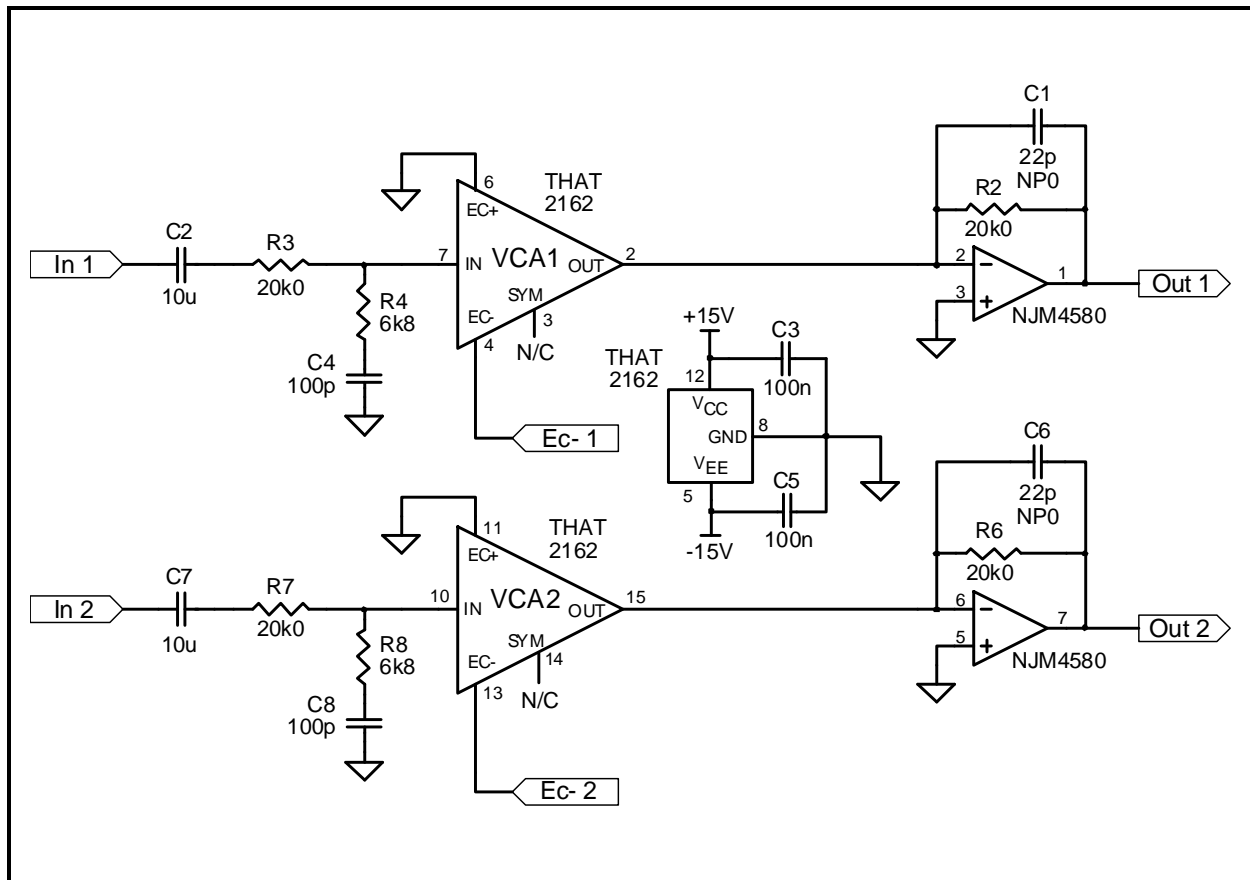 C1
22p
NP0
R2
20k0
6
THAT
2162
EC+
C2
R3
In 1
10u
20k0
7
IN
VCA1
OUT
2
2
1
Out 1
3
NJM4580
R4
6k8
SYM
3
EC-
4
N/C
C4
100p
+15V
C3
100n
THAT
2162
12
VCC
GND
8
VEE
5
C5
100n
-15V
Ec- 1
C6
22p
NP0
R6
20k0
11
THAT
2162
EC+
C7
R7
In 2
10u
20k0
10
IN
VCA2
OUT
15
6
7
Out 2
5
NJM4580
R8
6k8
SYM
14
EC-
13
N/C
C8
100p
Ec- 2